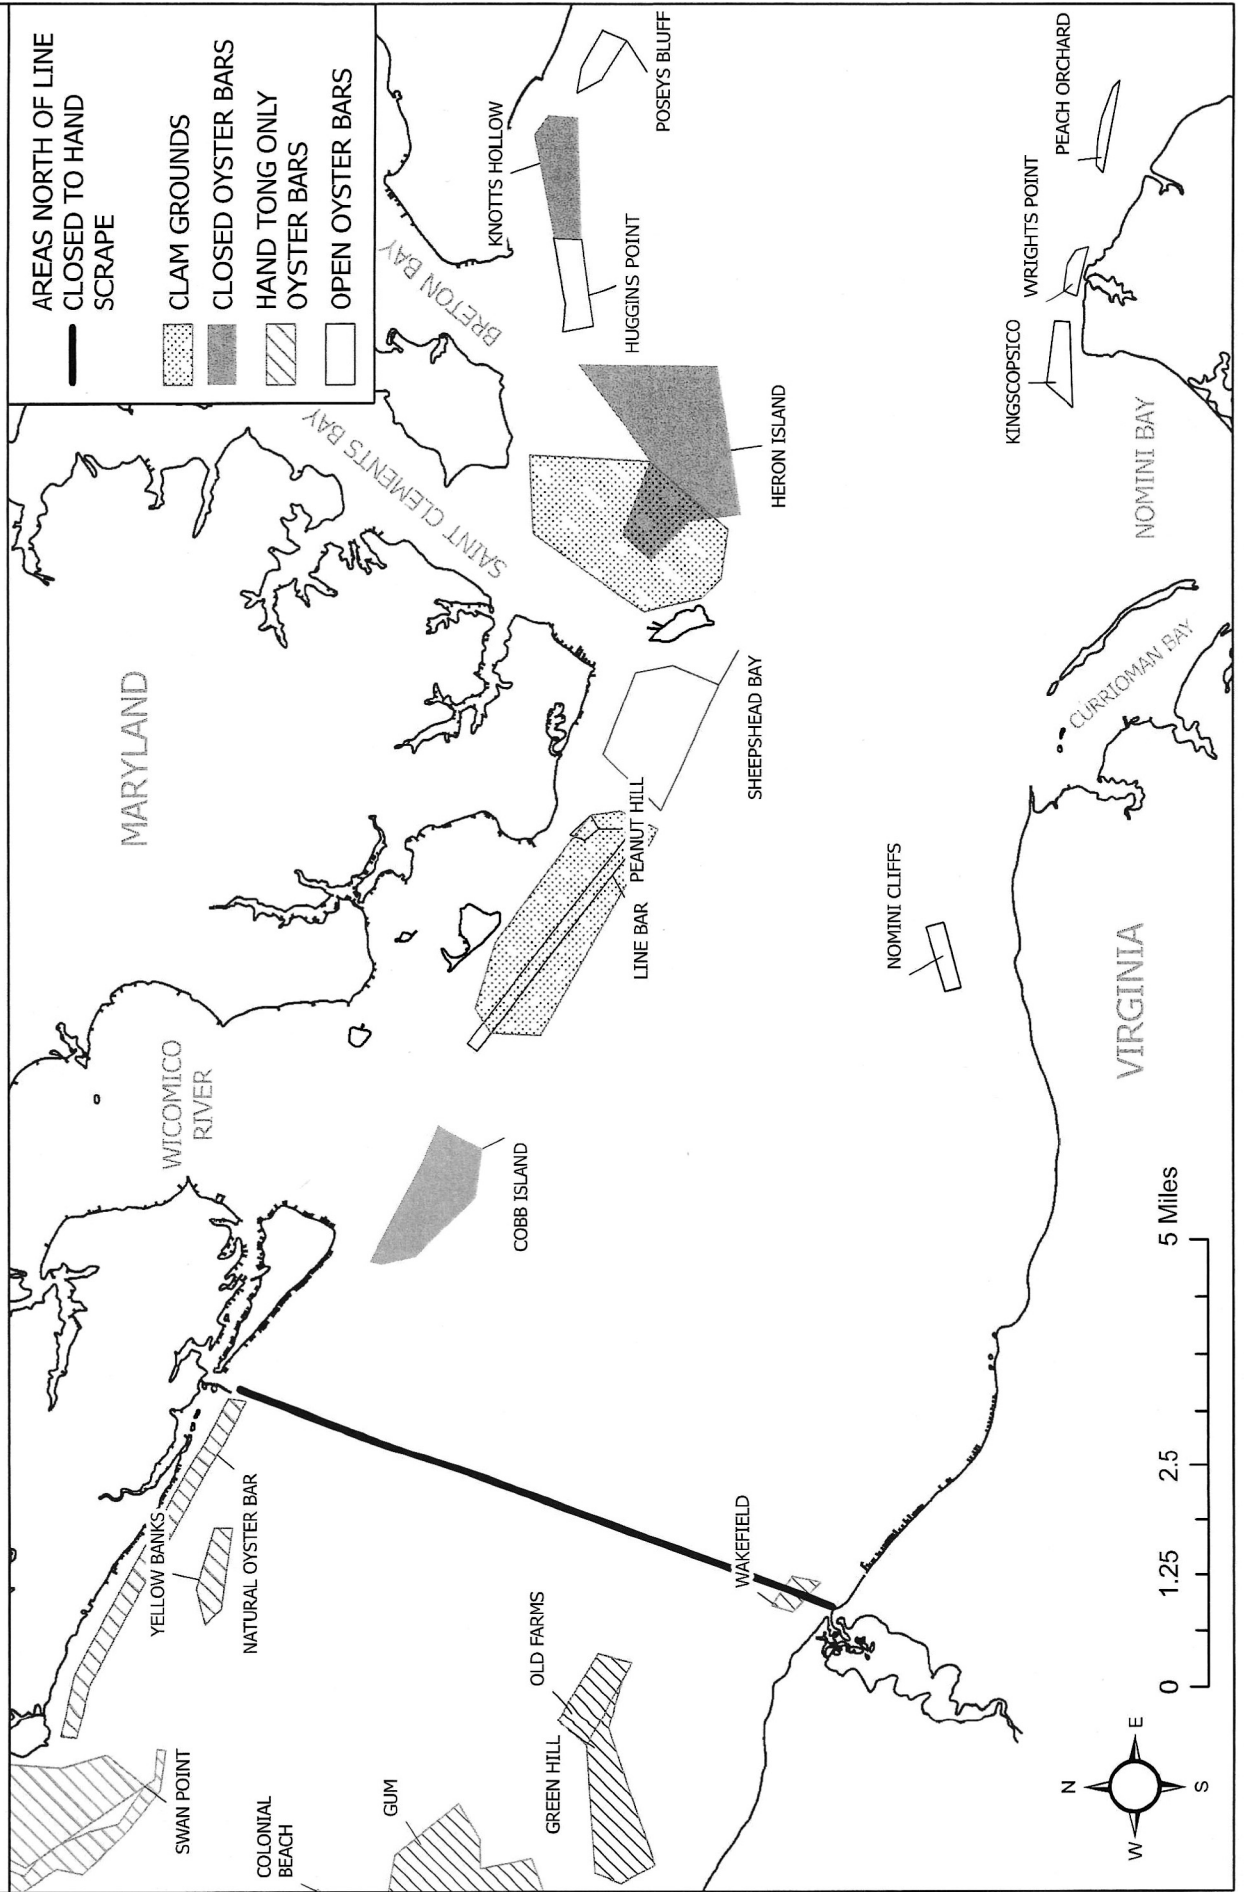 AREAS NORTH OF LINE
CLOSED TO HAND
SCRAPE
CLAM GROUNDS
CLOSED OYSTER BARS
HAND TONG ONLY
OYSTER BARS
OPEN OYSTER BARS
MARYLAND
WICOMICO
RIVER
SAINT CLEMENTS BAY
BRETON BAY
KNOTTS HOLLOW
POSEYS BLUFF
HUGGINS POINT
HERON ISLAND
SHEEPSHEAD BAY
PEANUT HILL
LINE BAR
COBB ISLAND
YELLOW BANKS
NATURAL OYSTER BAR
SWAN POINT
COLONIAL
BEACH
GUM
GREEN HILL
OLD FARMS
WAKEFIELD
NOMINI CLIFFS
VIRGINIA
CURRIOMAN BAY
NOMINI BAY
KINGSCOPSICO
WRIGHTS POINT
PEACH ORCHARD
N
W
E
S
0
1.25
2.5
5 Miles